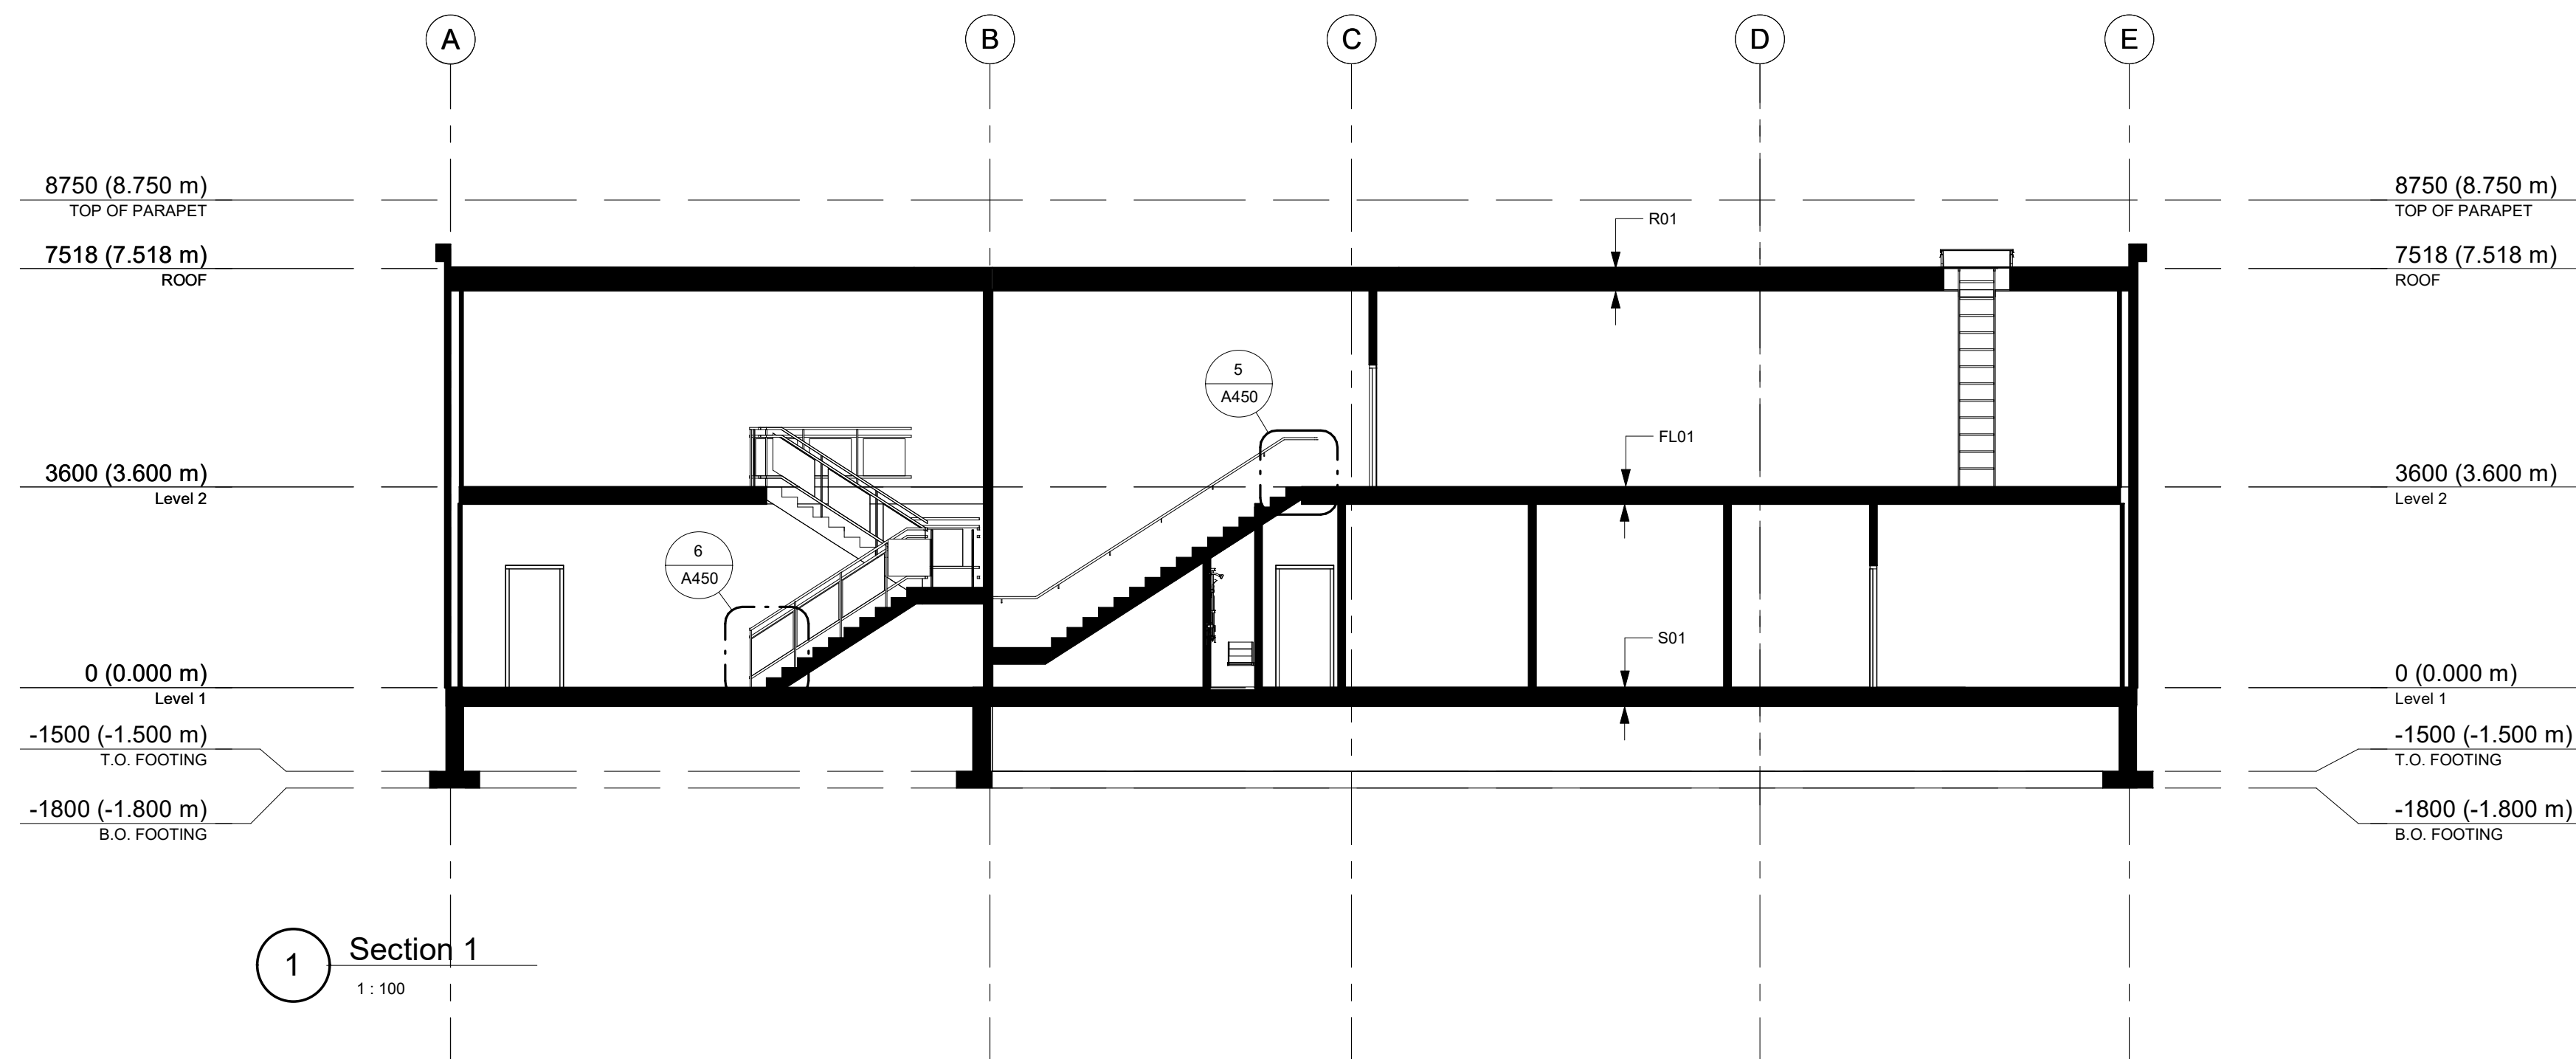 A
B
C
D
E
8750 (8.750 m)
TOP OF PARAPET
8750 (8.750 m)
TOP OF PARAPET
R01
7518 (7.518 m)
ROOF
7518 (7.518 m)
ROOF
5
A450
FL01
3600 (3.600 m)
Level 2
3600 (3.600 m)
Level 2
6
A450
S01
0 (0.000 m)
Level 1
0 (0.000 m)
Level 1
-1500 (-1.500 m)
T.O. FOOTING
-1500 (-1.500 m)
T.O. FOOTING
-1800 (-1.800 m)
B.O. FOOTING
-1800 (-1.800 m)
B.O. FOOTING
1
Section 1
1 : 100